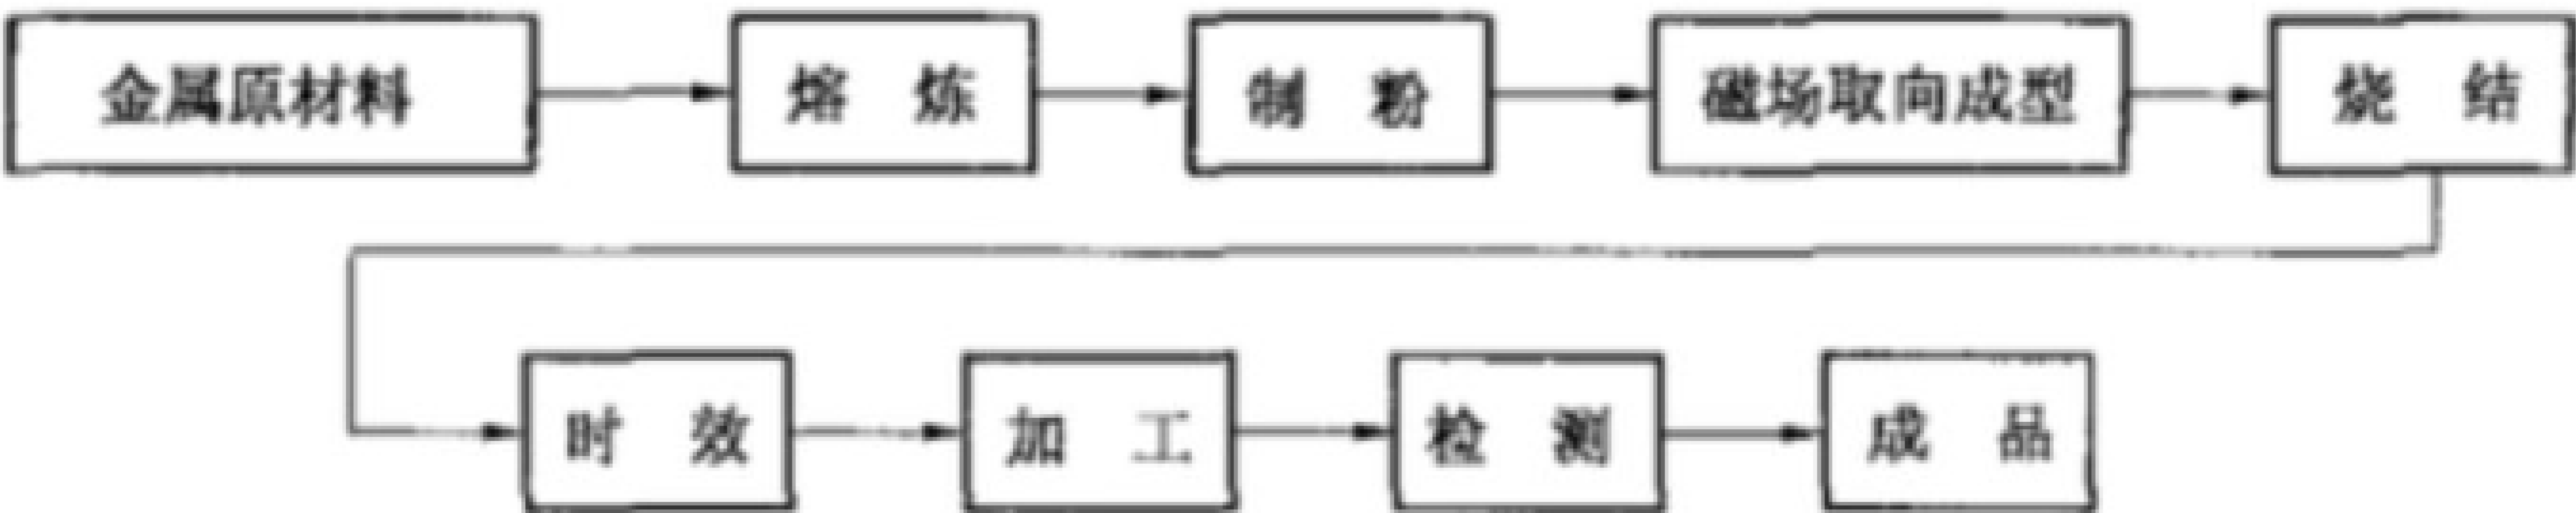 金属原材料 熔炼 制粉 磁场取向成型 烧结
时效 加工 检测 成品